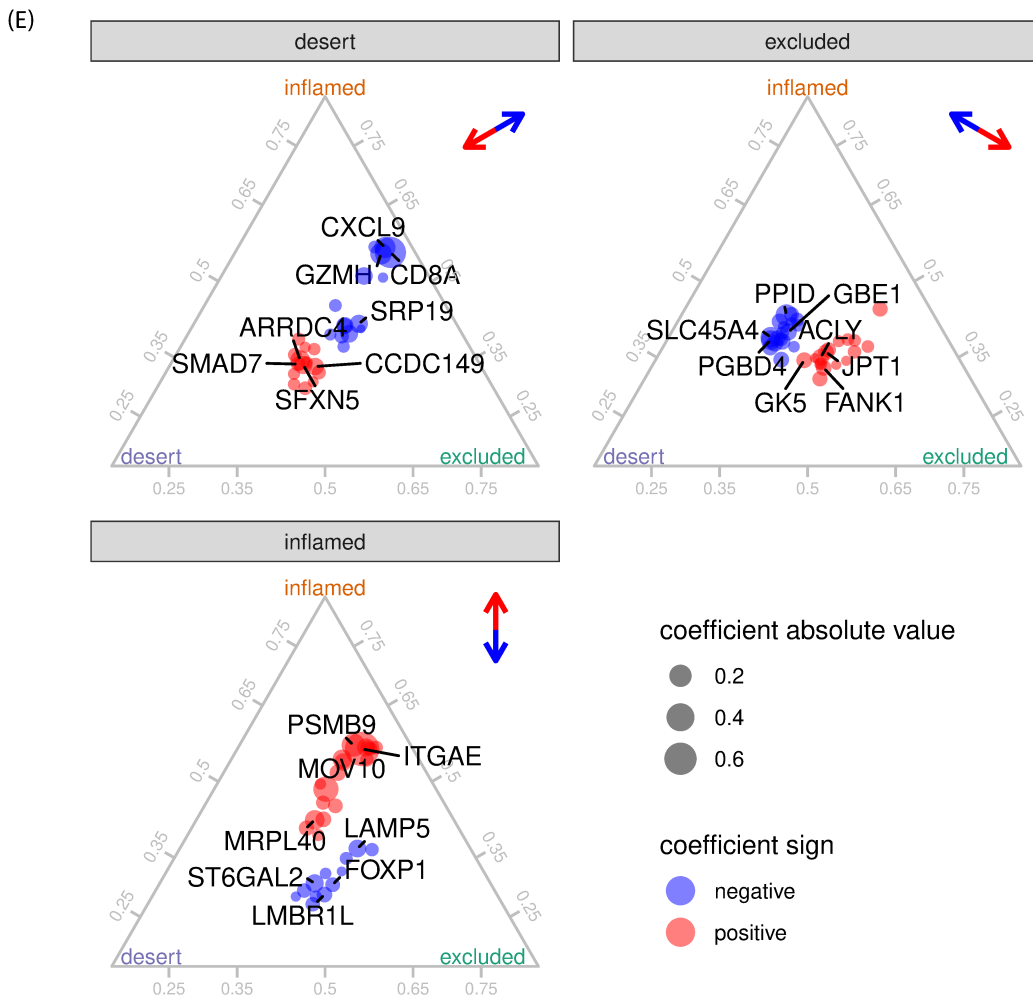 (E)
desert
excluded
inflamed
inflamed
0.75
0.75
0.75
0.75
0.65
0.65
0.65
0.65
CXCL9
GZMH
CD8A
0.5
0.5
0.5
0.5
PPID
GBE1
ARRDC4
SRP19
SLC45A4
ACLY
0.35
0.35
0.35
0.35
SMAD7
CCDC149
PGBD4
JPT1
SFXN5
GK5
FANK1
0.25
0.25
0.25
0.25
desert
excluded
desert
excluded
0.25
0.35
0.5
0.65
0.75
0.25
0.35
0.5
0.65
0.75
inflamed
inflamed
0.75
0.75
0.65
0.65
PSMB9
ITGAE
MOV10
0.5
0.5
MRPL40
LAMP5
0.35
0.35
ST6GAL2
FOXP1
LMBR1L
0.25
0.25
desert
excluded
0.25
0.35
0.5
0.65
0.75
coefficient absolute value
0.2
0.4
0.6
coefficient sign
negative
positive